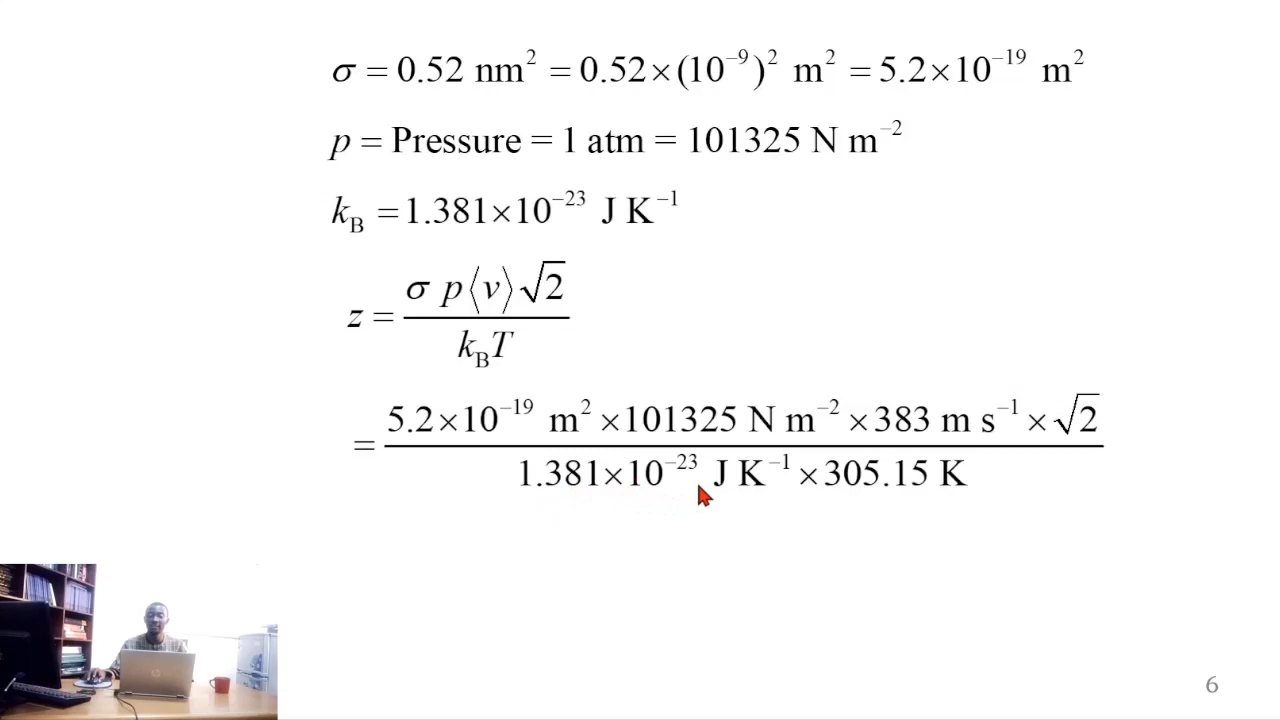 σ = 0.52 nm² = 0.52×(10⁻⁹)² m² = 5.2×10⁻¹⁹ m²
p = Pressure = 1 atm = 101325 N m⁻²
k_B = 1.381×10⁻²³ J K⁻¹
z = σ p⟨v⟩√2 / k_BT
= 5.2×10⁻¹⁹ m² ×101325 N m⁻² ×383 m s⁻¹ ×√2 / 1.381×10⁻²³ J K⁻¹ ×305.15 K
6